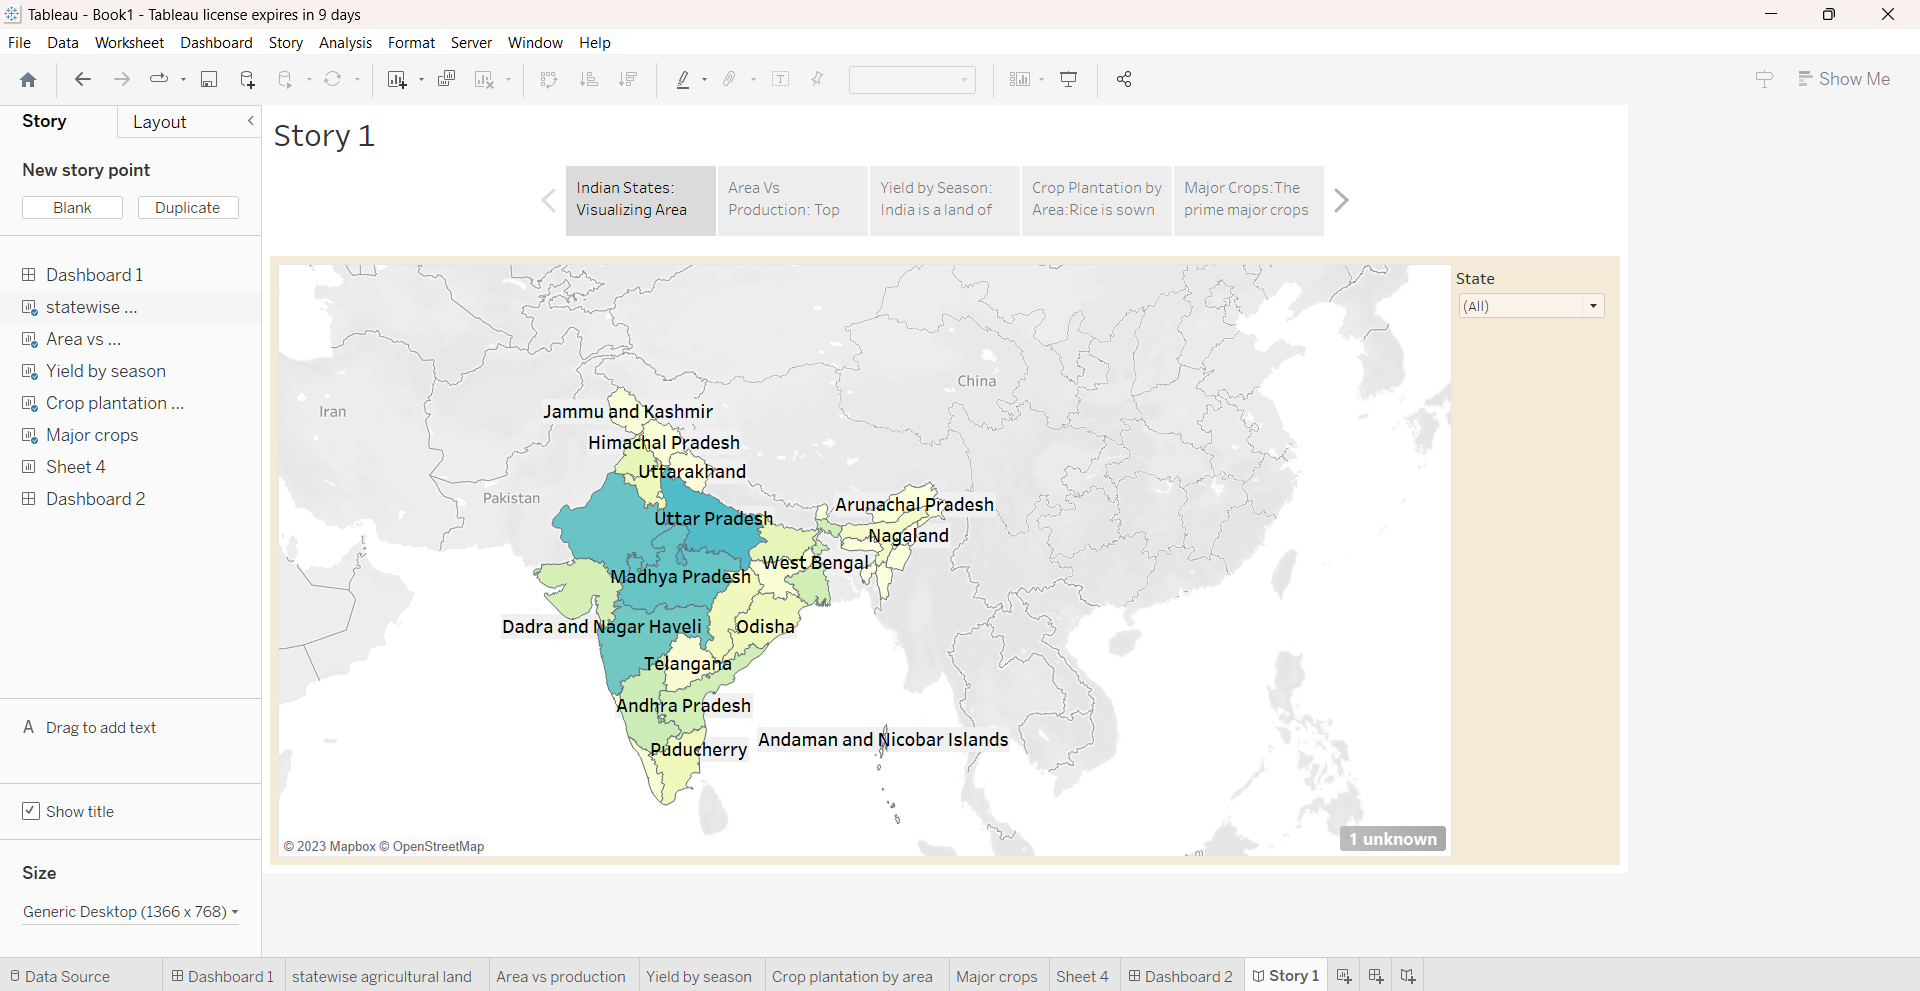 Tableau - Book1 - Tableau license expires in 9 days
File Data Worksheet Dashboard Story Analysis Format Server Window Help
Show Me
Story
Layout
New story point
Blank
Duplicate
Dashboard 1
statewise ...
Area vs ...
Yield by season
Crop plantation ...
Major crops
Sheet 4
Dashboard 2
A Drag to add text
Show title
Size
Generic Desktop (1366 x 768)
Story 1
Indian States:
Visualizing Area
Area Vs
Production: Top
Yield by Season:
India is a land of
Crop Plantation by
Area:Rice is sown
Major Crops:The
prime major crops
State
(All)
China
Iran
Jammu and Kashmir
Himachal Pradesh
Uttarakhand
Pakistan
Arunachal Pradesh
Uttar Pradesh
Nagaland
West Bengal
Madhya Pradesh
Dadra and Nagar Haveli
Odisha
Telangana
Andhra Pradesh
Puducherry
Andaman and Nicobar Islands
1 unknown
© 2023 Mapbox © OpenStreetMap
Data Source
Dashboard 1
statewise agricultural land
Area vs production
Yield by season
Crop plantation by area
Major crops
Sheet 4
Dashboard 2
Story 1